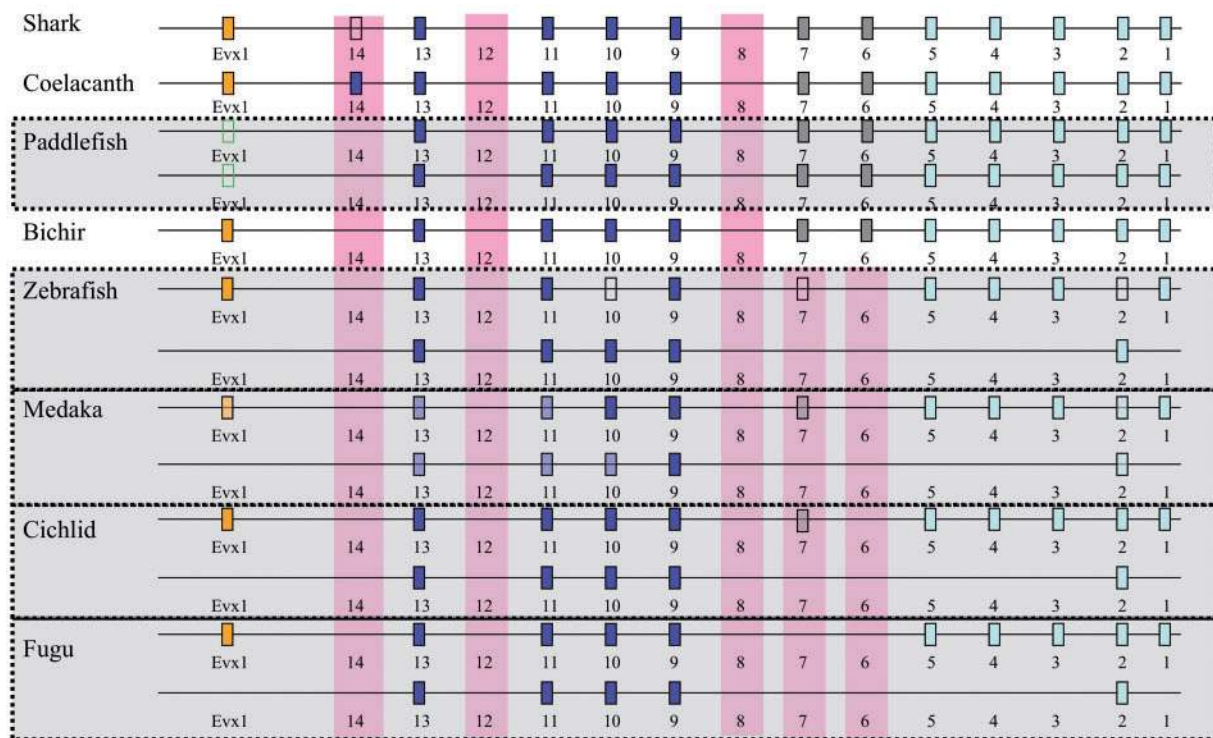 Shark
Evx1 14 13 12 11 10 9 8 7 6 5 4 3 2 1
Coelacanth
Evx1 14 13 12 11 10 9 8 7 6 5 4 3 2 1
Paddlefish
Evx1 14 13 12 11 10 9 8 7 6 5 4 3 2 1
Evx1 14 13 12 11 10 9 8 7 6 5 4 3 2 1
Bichir
Evx1 14 13 12 11 10 9 8 7 6 5 4 3 2 1
Zebrafish
Evx1 14 13 12 11 10 9 8 7 6 5 4 3 2 1
Evx1 14 13 12 11 10 9 8 7 6 5 4 3 2 1
Medaka
Evx1 14 13 12 11 10 9 8 7 6 5 4 3 2 1
Evx1 14 13 12 11 10 9 8 7 6 5 4 3 2 1
Cichlid
Evx1 14 13 12 11 10 9 8 7 6 5 4 3 2 1
Evx1 14 13 12 11 10 9 8 7 6 5 4 3 2 1
Fugu
Evx1 14 13 12 11 10 9 8 7 6 5 4 3 2 1
Evx1 14 13 12 11 10 9 8 7 6 5 4 3 2 1